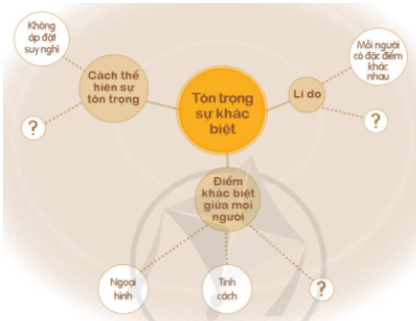 Không
áp đặt
suy nghĩ
Cách thể
hiện sự
tôn trọng
?
Tôn trọng
sự khác
biệt
Lí do
Mỗi người
có đặc điểm
khác
nhau
?
Điểm
khác biệt
giữa mọi
người
Ngoại
hình
Tính
cách
?